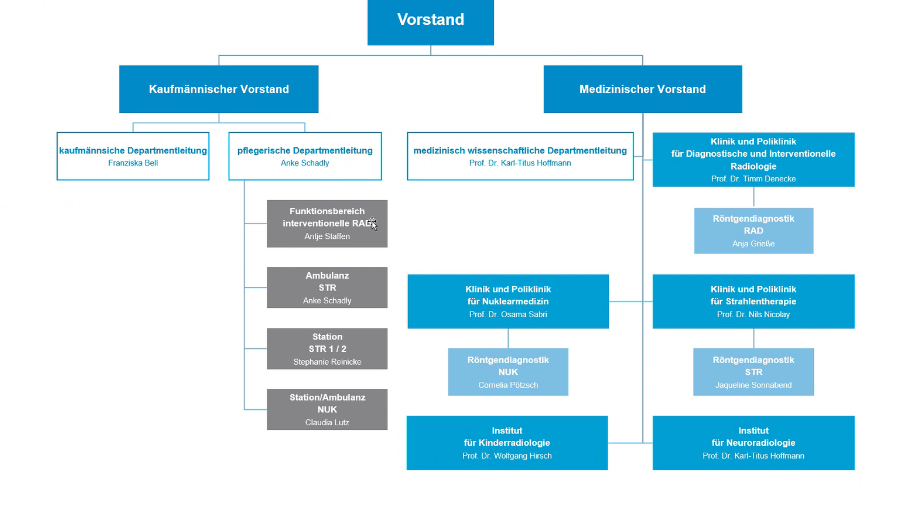 Vorstand
Kaufmännischer Vorstand
Medizinischer Vorstand
kaufmännsiche Departmentleitung
Franziska Bell
pflegerische Departmentleitung
Anke Schadly
medizinisch wissenschaftliche Departmentleitung
Prof. Dr. Karl-Titus Hoffmann
Klinik und Poliklinik
für Diagnostische und Interventionelle
Radiologie
Prof. Dr. Timm Denecke
Funktionsbereich
interventionelle RAD
Antje Staffen
Röntgendiagnostik
RAD
Anja Gneiße
Ambulanz
STR
Anke Schadly
Klinik und Poliklinik
für Nuklearmedizin
Prof. Dr. Osama Sabri
Klinik und Poliklinik
für Strahlentherapie
Prof. Dr. Nils Nicolay
Station
STR 1 / 2
Stephanie Reinicke
Röntgendiagnostik
NUK
Cornelia Pötzsch
Röntgendiagnostik
STR
Jaqueline Sonnabend
Station/Ambulanz
NUK
Claudia Lutz
Institut
für Kinderradiologie
Prof. Dr. Wolfgang Hirsch
Institut
für Neuroradiologie
Prof. Dr. Karl-Titus Hoffmann